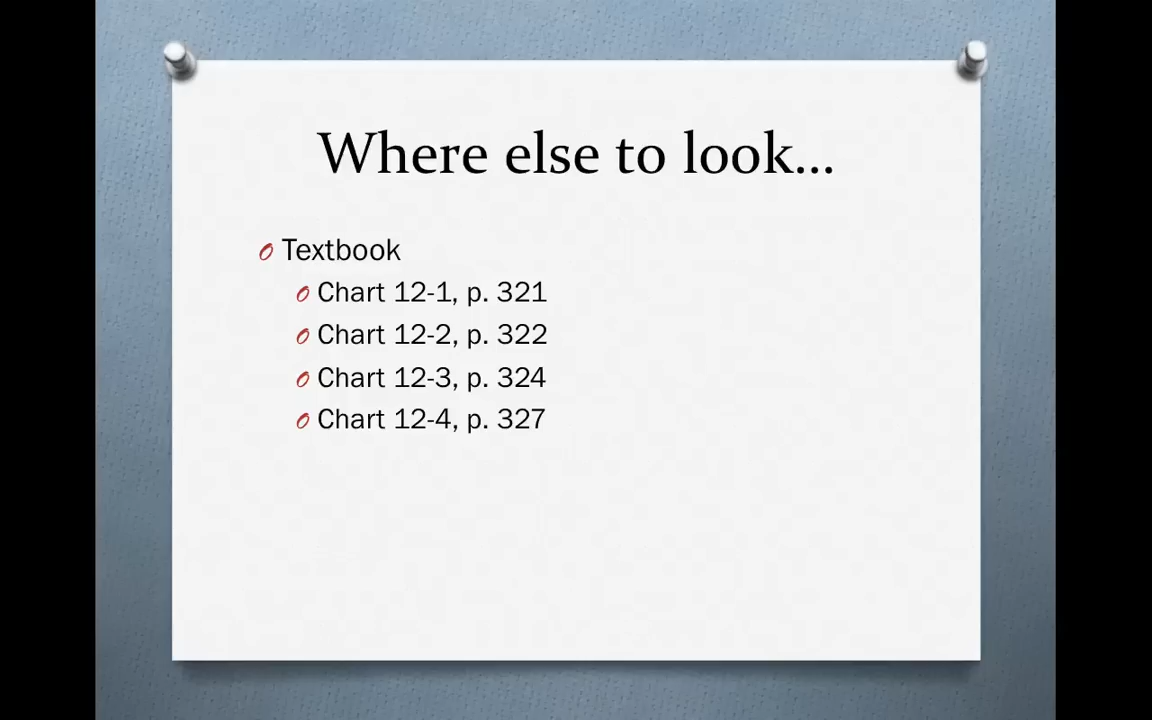 Where else to look...
Textbook
Chart 12-1, p. 321
Chart 12-2, p. 322
Chart 12-3, p. 324
Chart 12-4, p. 327